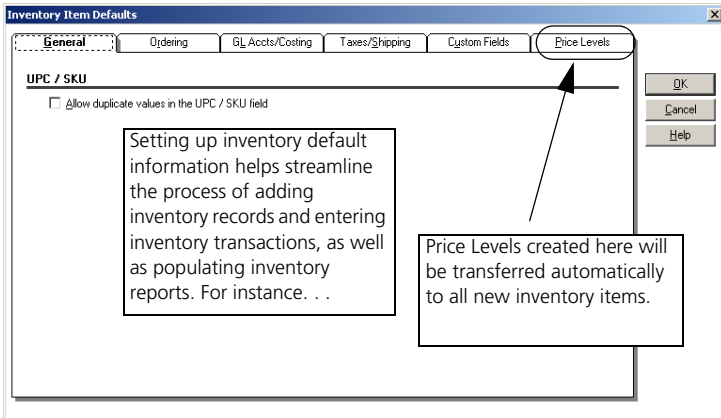 Inventory Item Defaults
General
Ordering
GL Accts/Costing
Taxes/Shipping
Custom Fields
Price Levels
UPC / SKU
Allow duplicate values in the UPC / SKU field
OK
Cancel
Help
Setting up inventory default
information helps streamline
the process of adding
inventory records and entering
inventory transactions, as well
as populating inventory
reports. For instance. . .
Price Levels created here will
be transferred automatically
to all new inventory items.